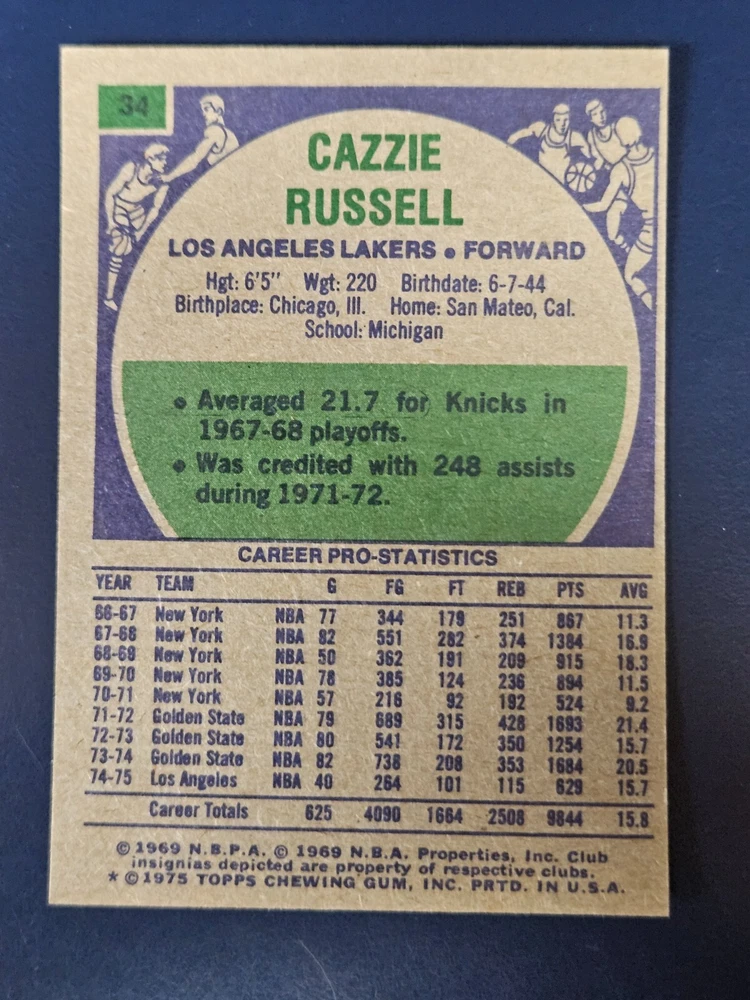 34
CAZZIE
RUSSELL
LOS ANGELES LAKERS • FORWARD
Hgt: 6'5" Wgt: 220 Birthdate: 6-7-44
Birthplace: Chicago, Ill. Home: San Mateo, Cal.
School: Michigan
• Averaged 21.7 for Knicks in
1967-68 playoffs.
• Was credited with 248 assists
during 1971-72.
CAREER PRO-STATISTICS
YEAR TEAM G FG FT REB PTS AVG
66-67 New York NBA 77 344 179 251 867 11.3
67-68 New York NBA 82 551 282 374 1384 16.9
68-69 New York NBA 50 362 191 209 915 18.3
69-70 New York NBA 78 385 124 236 894 11.5
70-71 New York NBA 57 216 92 192 524 9.2
71-72 Golden State NBA 79 689 315 428 1693 21.4
72-73 Golden State NBA 80 541 172 350 1254 15.7
73-74 Golden State NBA 82 738 208 353 1684 20.5
74-75 Los Angeles NBA 40 264 101 115 629 15.7
Career Totals 625 4090 1664 2508 9844 15.8
© 1969 N.B.P.A. © 1969 N.B.A. Properties, Inc. Club
insignias depicted are property of respective clubs.
* © 1975 TOPPS CHEWING GUM, INC. PRTD. IN U.S.A.